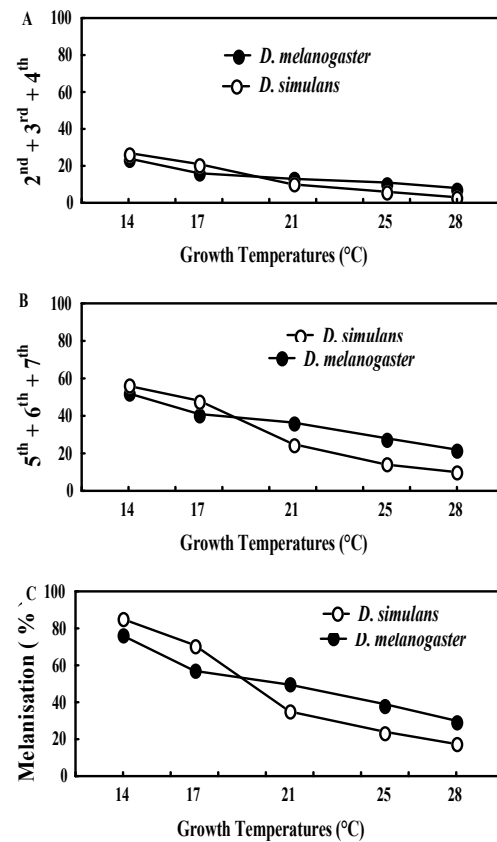 A
100
80
60
40
20
0
2nd + 3rd + 4th
D. melanogaster
D. simulans
14 17 21 25 28
Growth Temperatures (°C)
B
100
80
60
40
20
0
5th + 6th + 7th
D. simulans
D. melanogaster
14 17 21 25 28
Growth Temperatures (°C)
C
100
80
60
40
20
0
Melanisation ( % `
D. simulans
D. melanogaster
14 17 21 25 28
Growth Temperatures (°C)